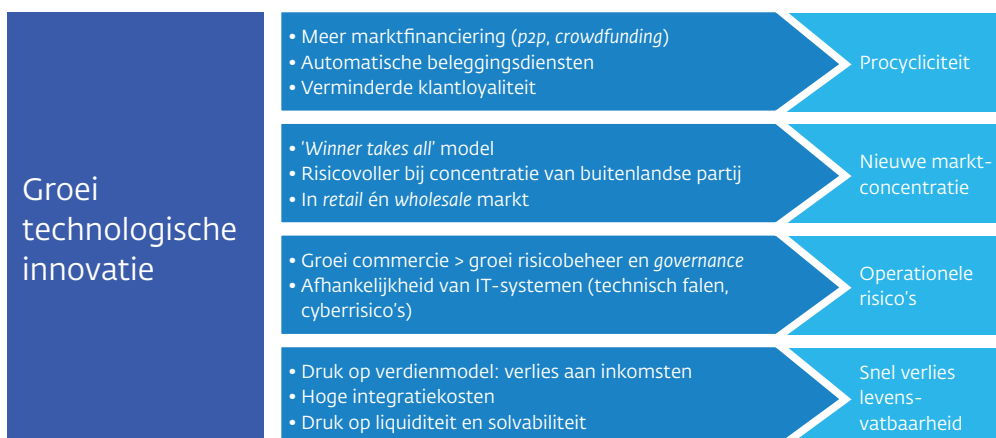 Groei
technologische
innovatie
• Meer marktfinanciering (p2p, crowdfunding)
• Automatische beleggingsdiensten
• Verminderde klantloyaliteit
Procycliciteit
• ‘Winner takes all’ model
• Risicovoller bij concentratie van buitenlandse partij
• In retail én wholesale markt
Nieuwe markt-
concentratie
• Groei commercie > groei risicobeheer en governance
• Afhankelijkheid van IT-systemen (technisch falen,
cyberrisico’s)
Operationele
risico’s
• Druk op verdienmodel: verlies aan inkomsten
• Hoge integratiekosten
• Druk op liquiditeit en solvabiliteit
Snel verlies
levens-
vatbaarheid